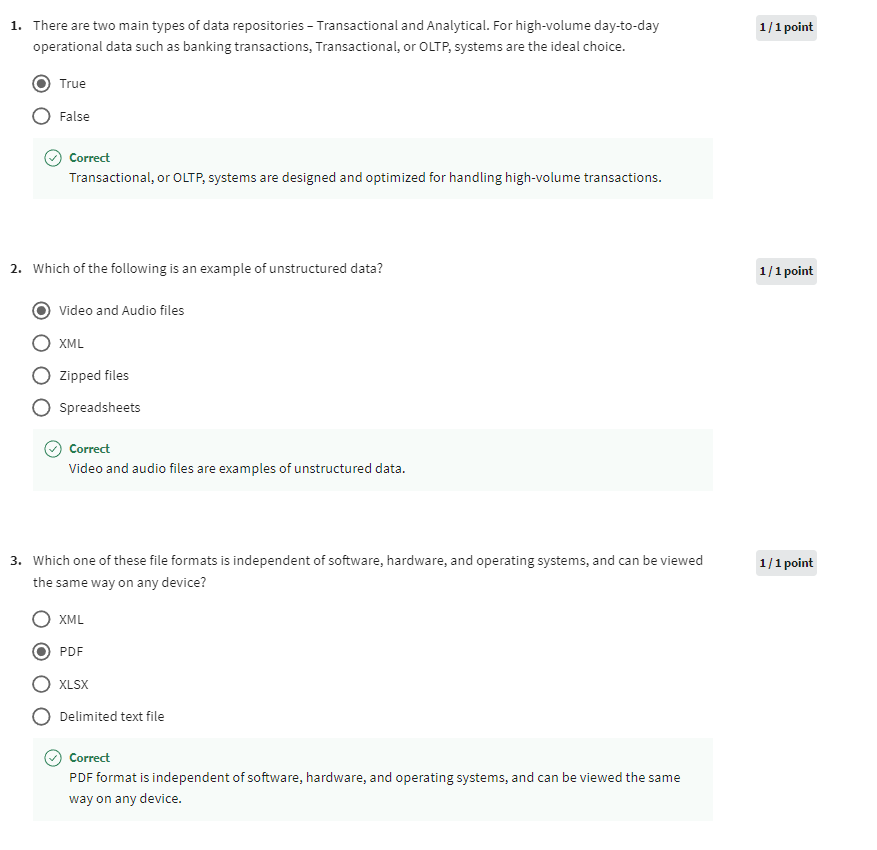 1. There are two main types of data repositories – Transactional and Analytical. For high-volume day-to-day
operational data such as banking transactions, Transactional, or OLTP, systems are the ideal choice.
1 / 1 point
True
False
Correct
Transactional, or OLTP, systems are designed and optimized for handling high-volume transactions.
2. Which of the following is an example of unstructured data?
1 / 1 point
Video and Audio files
XML
Zipped files
Spreadsheets
Correct
Video and audio files are examples of unstructured data.
3. Which one of these file formats is independent of software, hardware, and operating systems, and can be viewed
the same way on any device?
1 / 1 point
XML
PDF
XLSX
Delimited text file
Correct
PDF format is independent of software, hardware, and operating systems, and can be viewed the same
way on any device.